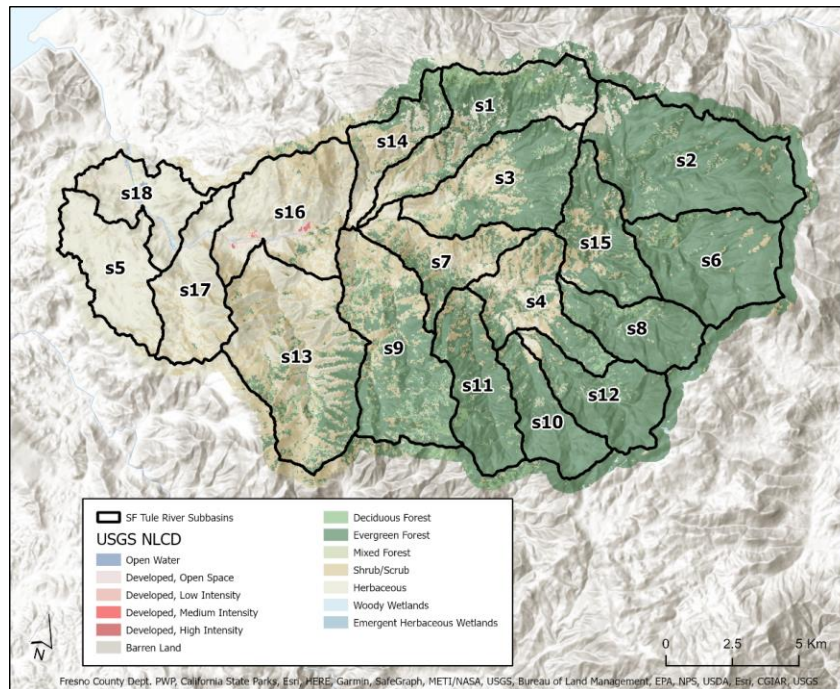 s1
s14
s2
s3
s18
s16
s15
s7
s6
s5
s17
s4
s8
s9
s13
s11
s12
s10
SF Tule River Subbasins
USGS NLCD
Open Water
Developed, Open Space
Developed, Low Intensity
Developed, Medium Intensity
Developed, High Intensity
Barren Land
Deciduous Forest
Evergreen Forest
Mixed Forest
Shrub/Scrub
Herbaceous
Woody Wetlands
Emergent Herbaceous Wetlands
N
0 2.5 5 Km
Fresno County Dept. PWP, California State Parks, Esri, HERE, Garmin, SafeGraph, METI/NASA, USGS, Bureau of Land Management, EPA, NPS, USDA, Esri, CGIAR, USGS